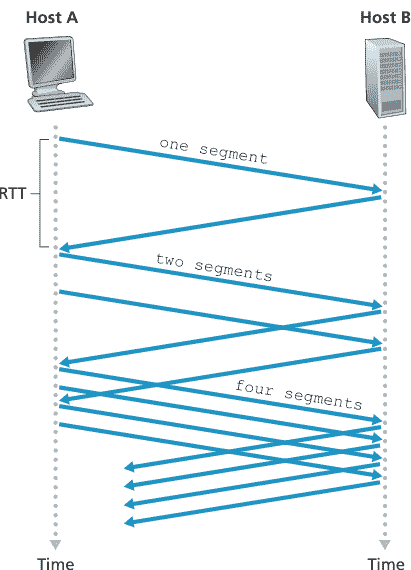 Host A
Host B
one segment
RTT
two segments
four segments
Time
Time